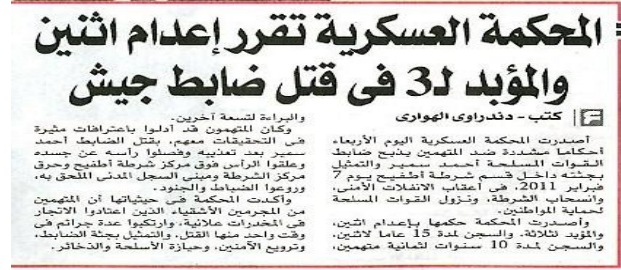 المحكمة العسكرية تقرر إعدام اثنين
والمؤبد لـ3 فى قتل ضابط جيش
كتب - دندراوى الهوارى
أصدرت المحكمة العسكرية اليوم الأربعاء
أحكاما مشددة ضد المتهمين بذبح ضابط
القوات المسلحة أحمد سمير والتمثيل
بجثته داخل قسم شرطة أطفيح يوم 7
فبراير 2011، فى أعقاب الانفلات الأمنى،
وانسحاب الشرطة، ونزول القوات المسلحة
لحماية المواطنين.
وأصدرت المحكمة حكمها بإعدام اثنين،
والمؤبد لثلاثة، والسجن لمدة 15 عاما لاثنين،
والسجن لمدة 10 سنوات لثمانية متهمين،
والبراءة لتسعة آخرين.
وكان المتهمون قد أدلوا باعترافات مثيرة
فى التحقيقات معهم، بقتل الضابط أحمد
سمير بعد تعذيبه وفصلوا رأسه عن جسده
وعلقوا الرأس فوق مركز شرطة أطفيح وحرق
مركز الشرطة ومبنى السجل المدنى الملحق به،
وروعوا الضباط والجنود.
وأكدت المحكمة فى حيثياتها أن المتهمين
من المجرمين الأشقياء الذين اعتادوا الاتجار
فى المخدرات علانية، وارتكبوا عدة جرائم فى
وقت واحد منها القتل، والتمثيل بجثة الضابط،
وترويع الآمنين، وحيازة الأسلحة والذخائر.